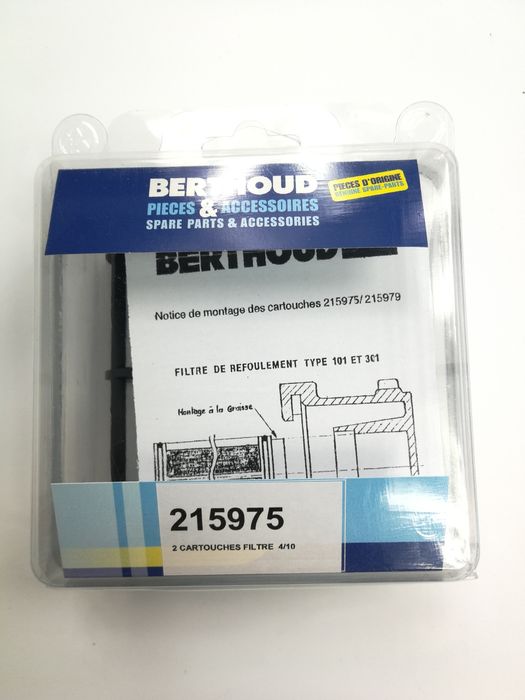 BERTHOUD
PIECES & ACCESSOIRES
SPARE PARTS & ACCESSORIES
PIECES D'ORIGINE
GENUINE SPARE-PARTS
BERTHOUD
Notice de montage des cartouches 215975/ 215979
FILTRE DE REFOULEMENT TYPE 101 ET 301
Montage à la Graisse
215975
2 CARTOUCHES FILTRE 4/10